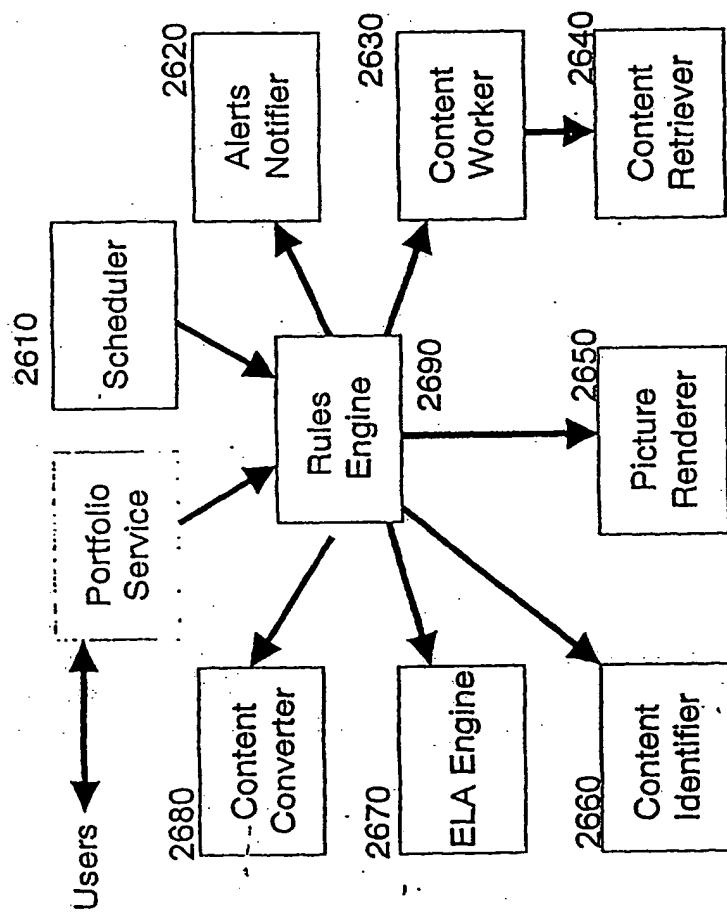 Users
Portfolio
Service
2610
Scheduler
2620
Alerts
Notifier
2680
Content
Converter
Rules
Engine
2690
2630
Content
Worker
2670
ELA Engine
2660
Content
Identifier
2650
Picture
Renderer
2640
Content
Retriever